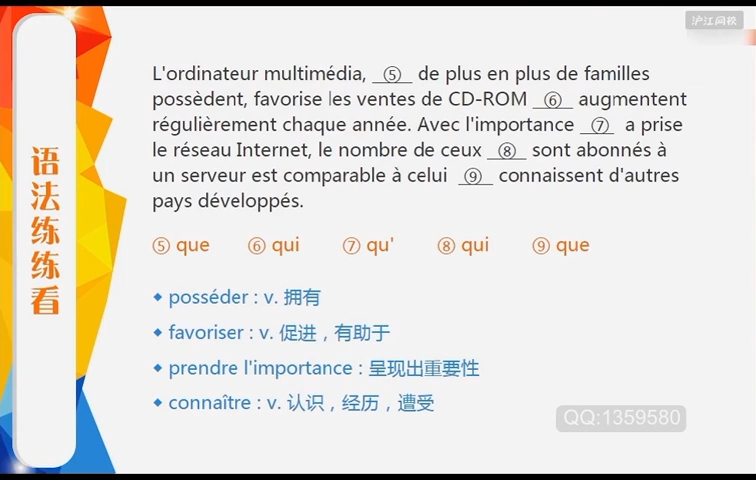 沪江网校
语法练练看
L'ordinateur multimédia, ⑤ de plus en plus de familles
possèdent, favorise les ventes de CD-ROM ⑥ augmentent
régulièrement chaque année. Avec l'importance ⑦ a prise
le réseau Internet, le nombre de ceux ⑧ sont abonnés à
un serveur est comparable à celui ⑨ connaissent d'autres
pays développés.
⑤ que ⑥ qui ⑦ qu' ⑧ qui ⑨ que
◆ posséder : v. 拥有
◆ favoriser : v. 促进，有助于
◆ prendre l'importance : 呈现出重要性
◆ connaître : v. 认识，经历，遭受
QQ:1359580